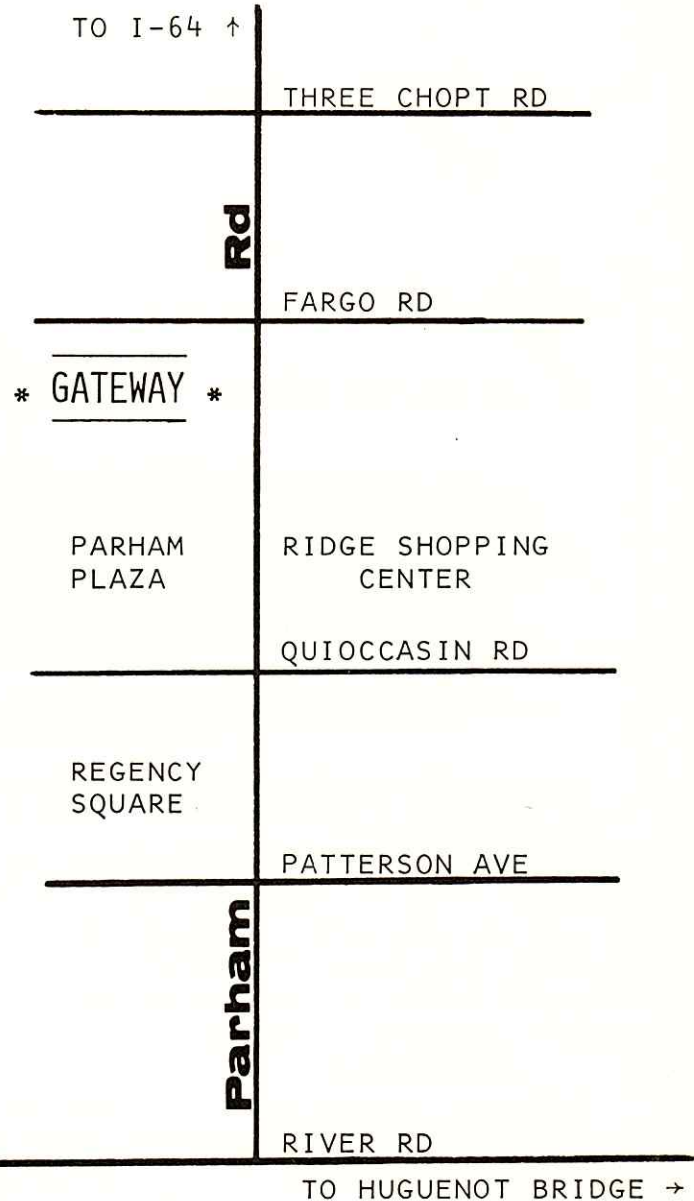 TO I-64 ↑
THREE CHOPT RD
Rd
FARGO RD
* GATEWAY *
PARHAM
PLAZA
RIDGE SHOPPING
CENTER
QUIOCCASIN RD
REGENCY
SQUARE
PATTERSON AVE
Parham
RIVER RD
TO HUGUENOT BRIDGE →